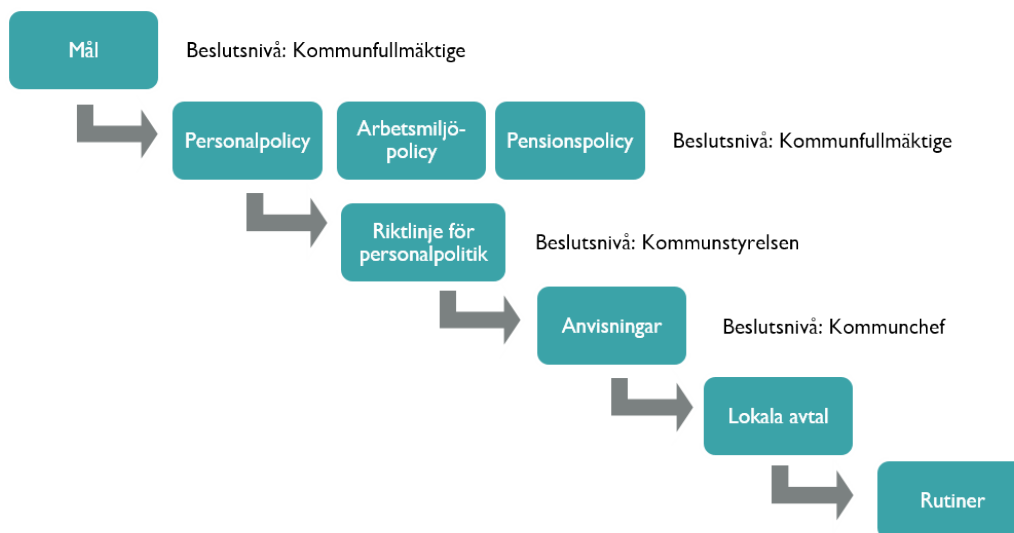 Mål
Beslutsnivå: Kommunfullmäktige
Personalpolicy
Arbetsmiljö-
policy
Pensionspolicy
Beslutsnivå: Kommunfullmäktige
Riktlinje för
personalpolitik
Beslutsnivå: Kommunstyrelsen
Anvisningar
Beslutsnivå: Kommunchef
Lokala avtal
Rutiner